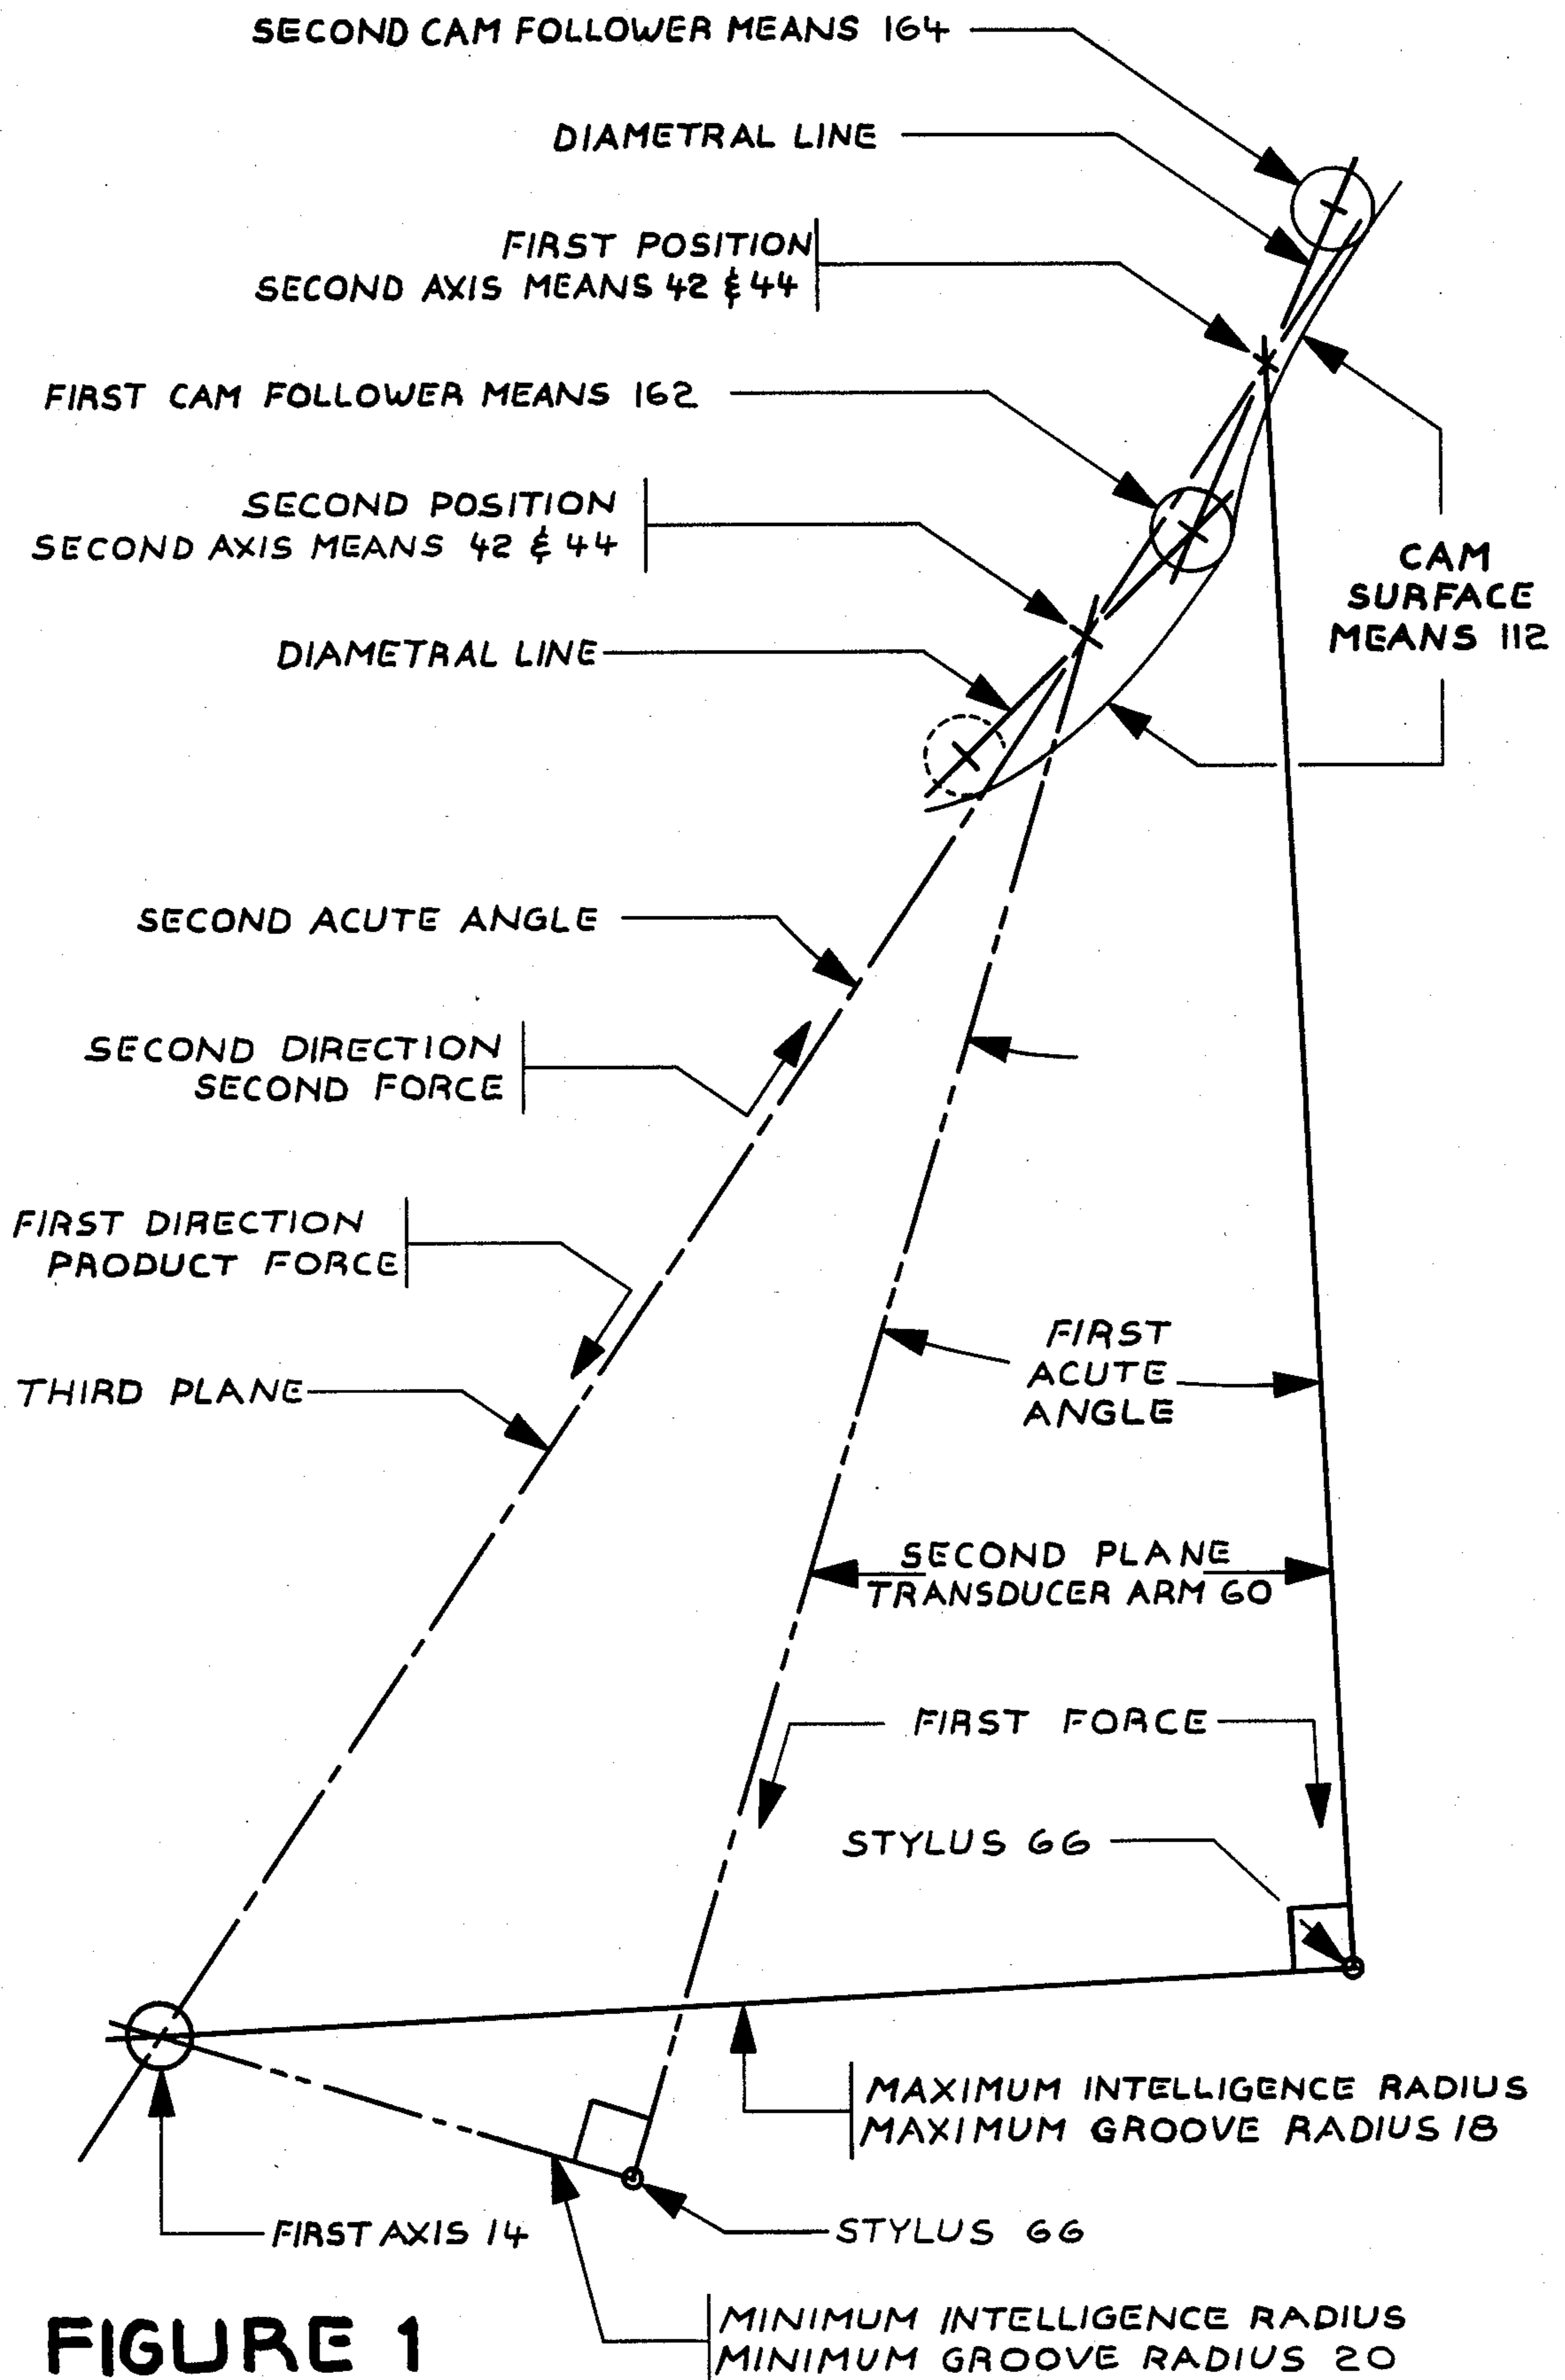 SECOND CAM FOLLOWER MEANS 164
DIAMETRAL LINE
FIRST POSITION
SECOND AXIS MEANS 42 & 44
FIRST CAM FOLLOWER MEANS 162
SECOND POSITION
SECOND AXIS MEANS 42 & 44
CAM
SURFACE
MEANS 112
DIAMETRAL LINE
SECOND ACUTE ANGLE
SECOND DIRECTION
SECOND FORCE
FIRST DIRECTION
PRODUCT FORCE
FIRST
ACUTE
ANGLE
THIRD PLANE
SECOND PLANE
TRANSDUCER ARM 60
FIRST FORCE
STYLUS 66
MAXIMUM INTELLIGENCE RADIUS
MAXIMUM GROOVE RADIUS 18
FIRST AXIS 14
STYLUS 66
MINIMUM INTELLIGENCE RADIUS
MINIMUM GROOVE RADIUS 20
FIGURE 1